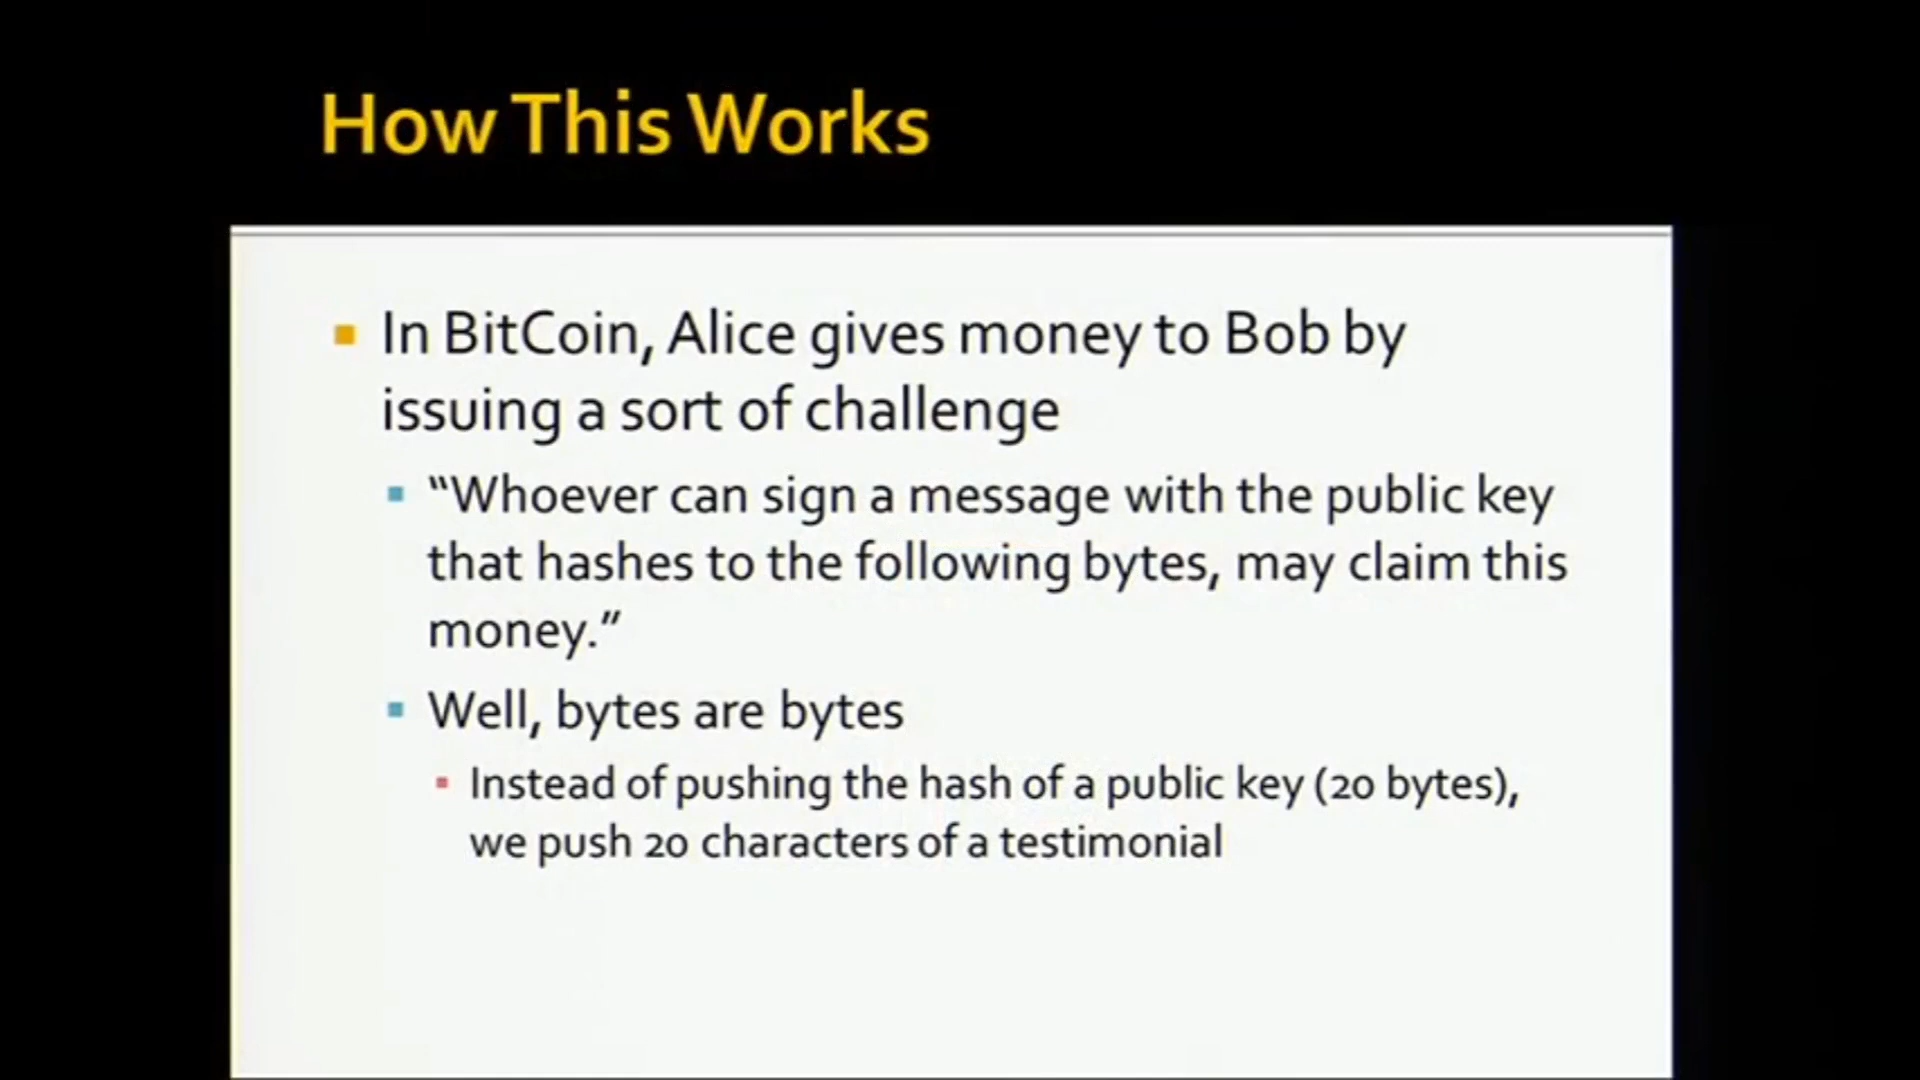 How This Works
In BitCoin, Alice gives money to Bob by
issuing a sort of challenge
“Whoever can sign a message with the public key
that hashes to the following bytes, may claim this
money.”
Well, bytes are bytes
Instead of pushing the hash of a public key (20 bytes),
we push 20 characters of a testimonial